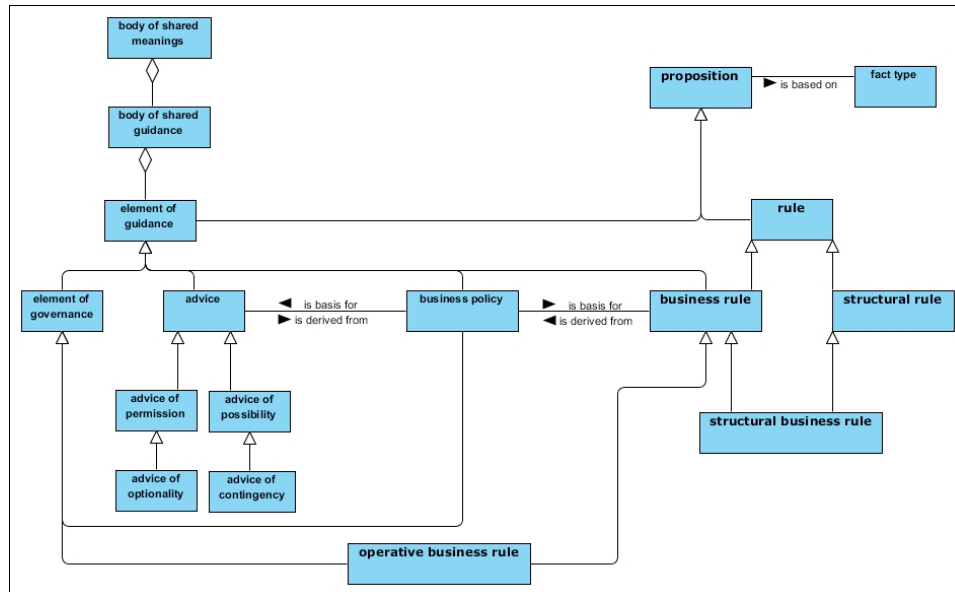 body of shared
meanings
proposition
is based on
fact type
body of shared
guidance
element of
guidance
rule
element of
governance
advice
is basis for
is derived from
business policy
is basis for
is derived from
business rule
structural rule
advice of
permission
advice of
possibility
structural business rule
advice of
optionality
advice of
contingency
operative business rule